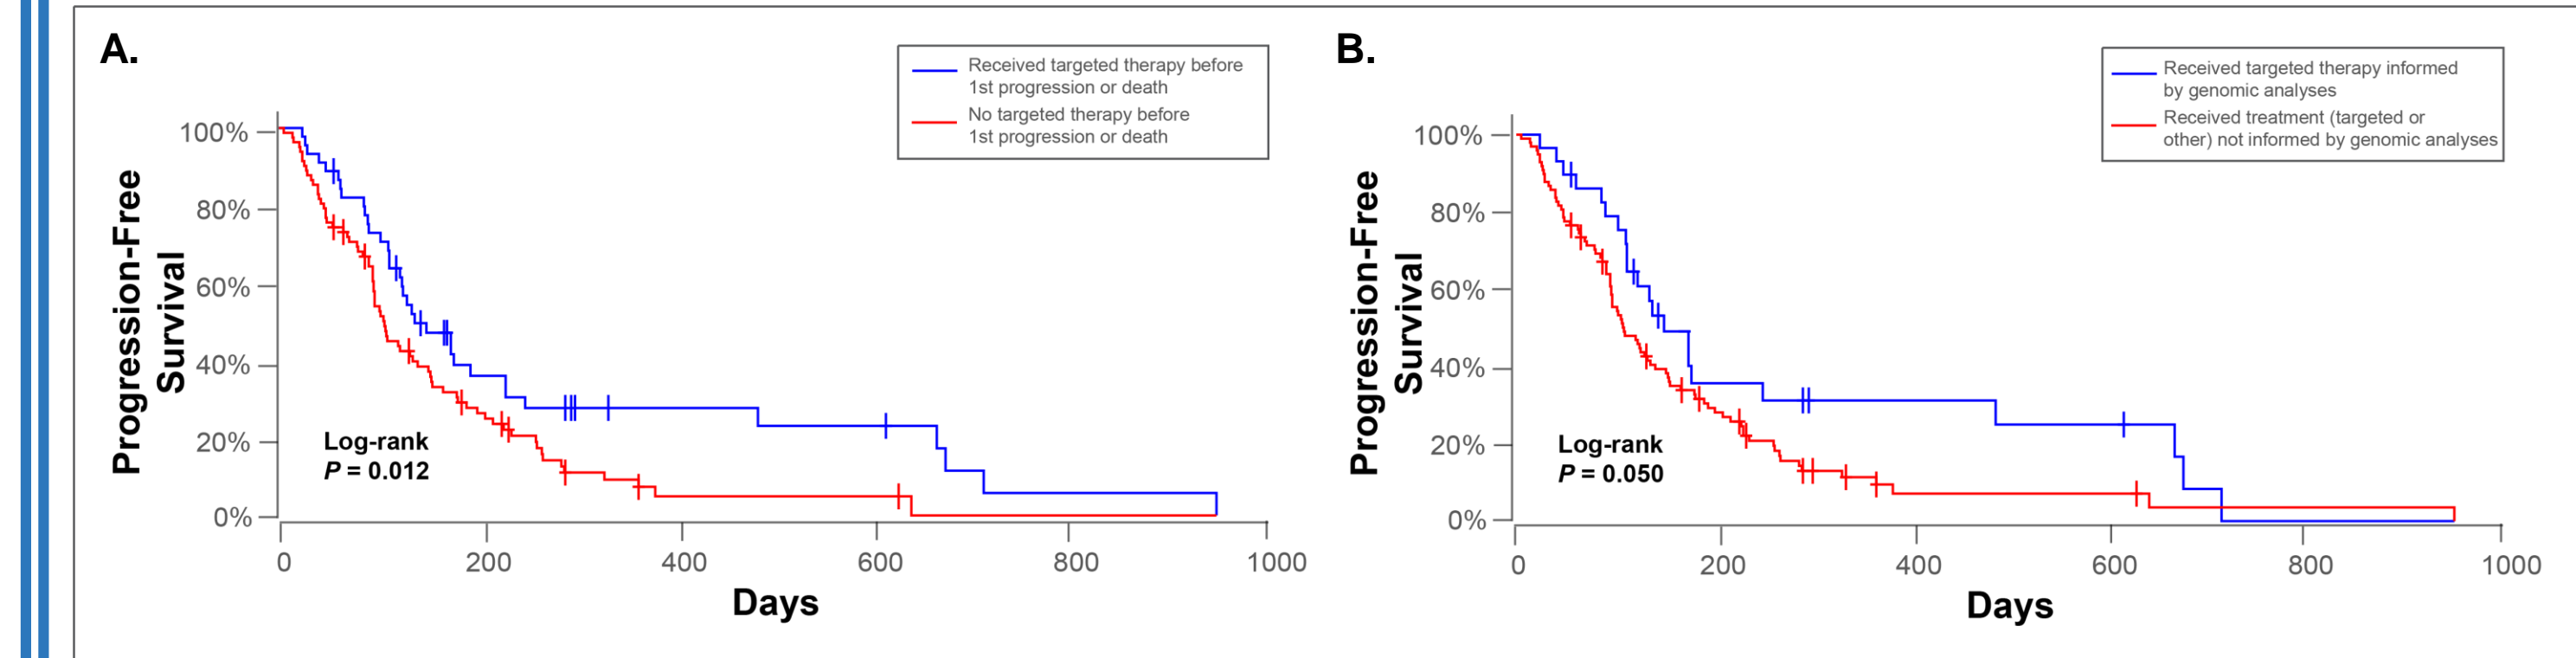 A.
Received targeted therapy before
1st progression or death
No targeted therapy before
1st progression or death
Progression-Free
Survival
100%
80%
60%
40%
20%
0%
Log-rank
P = 0.012
0
200
400
600
800
1000
Days
B.
Received targeted therapy informed
by genomic analyses
Received treatment (targeted or
other) not informed by genomic analyses
Progression-Free
Survival
100%
80%
60%
40%
20%
0%
Log-rank
P = 0.050
0
200
400
600
800
1000
Days